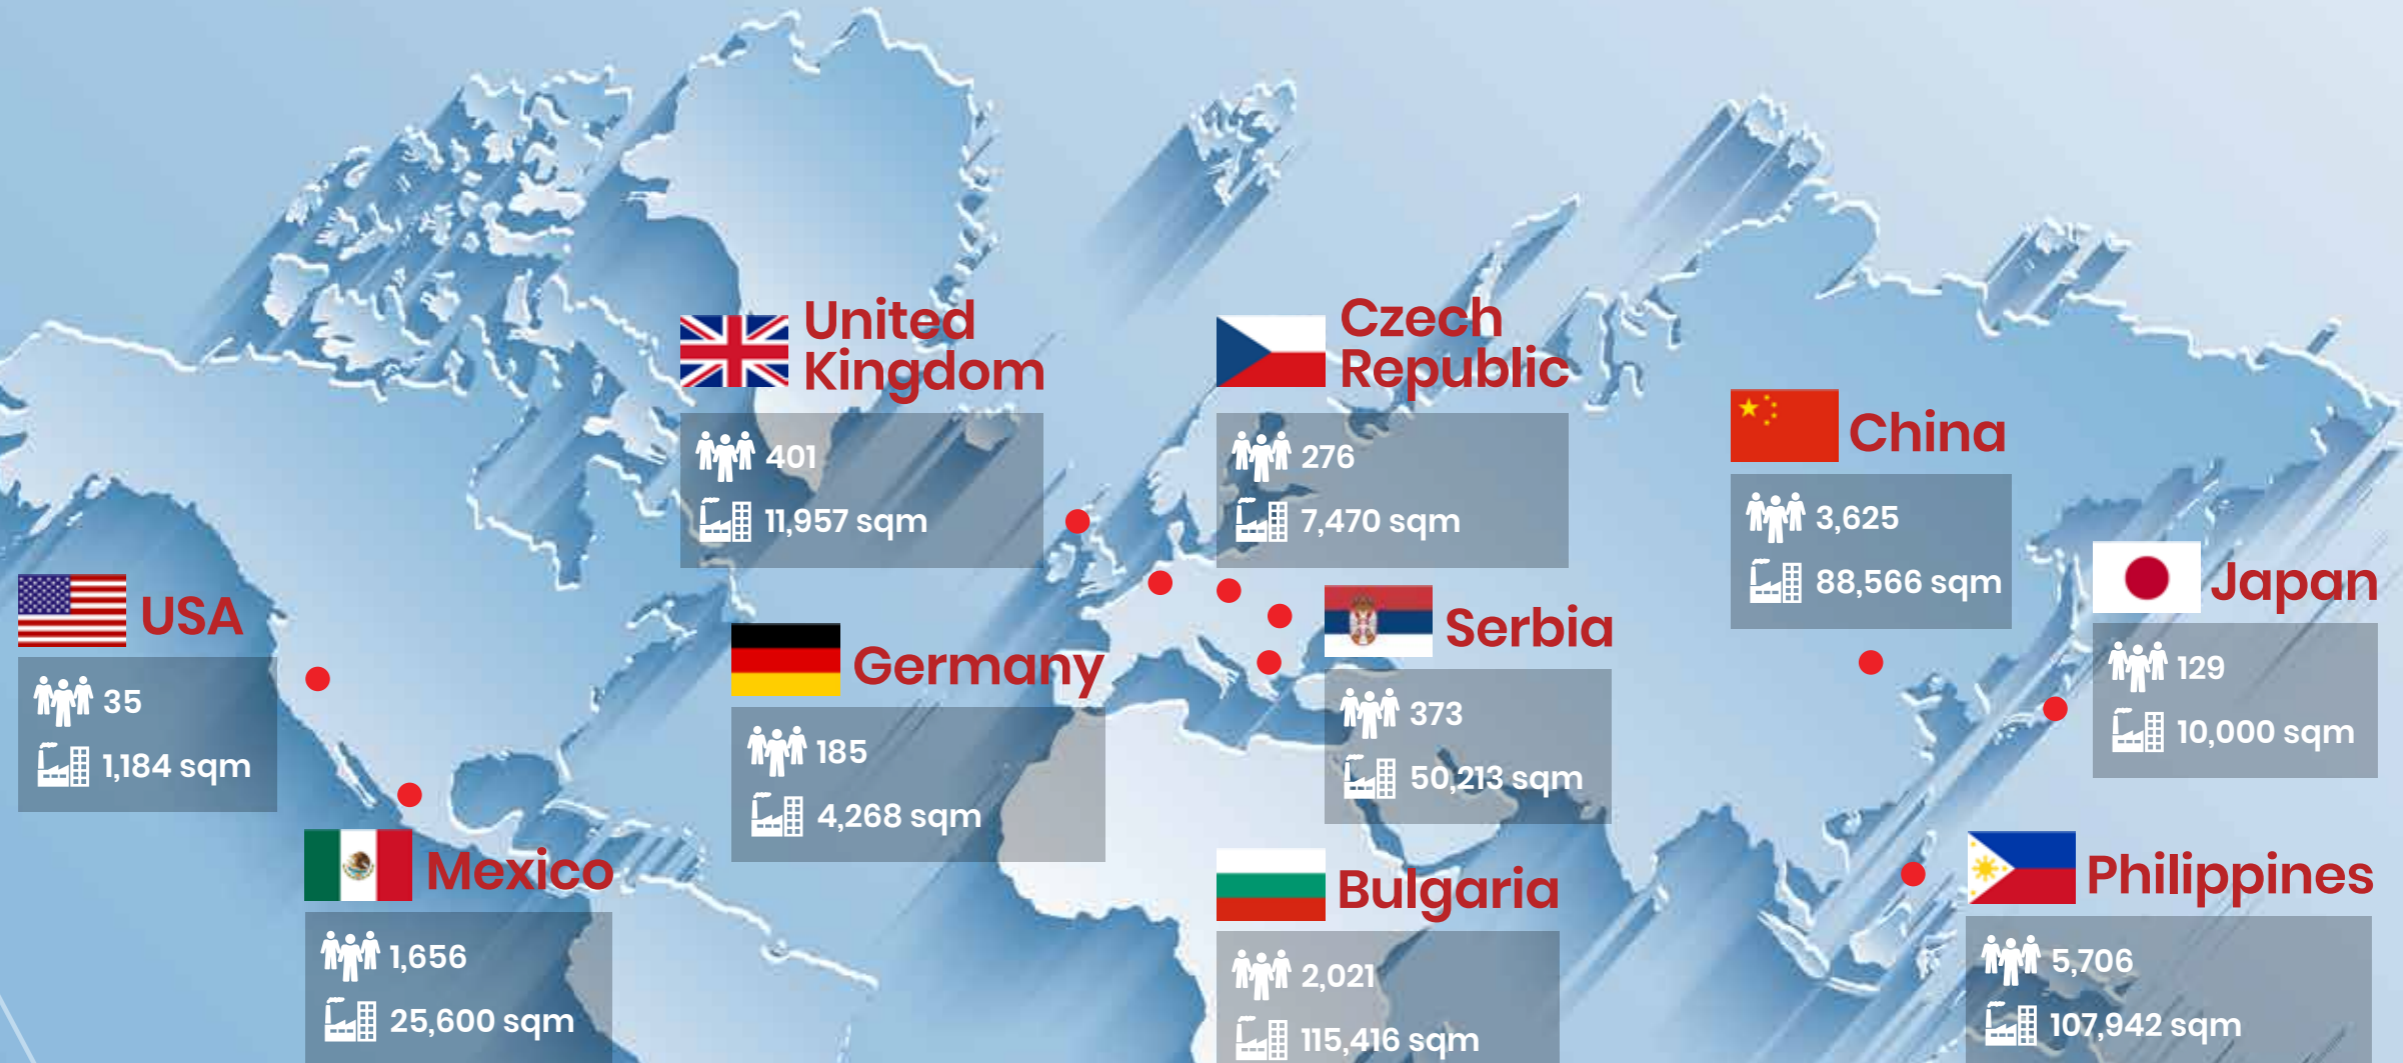 United
Kingdom
401
11,957 sqm
Czech
Republic
276
7,470 sqm
China
3,625
88,566 sqm
Japan
129
10,000 sqm
USA
35
1,184 sqm
Germany
185
4,268 sqm
Serbia
373
50,213 sqm
Mexico
1,656
25,600 sqm
Bulgaria
2,021
115,416 sqm
Philippines
5,706
107,942 sqm